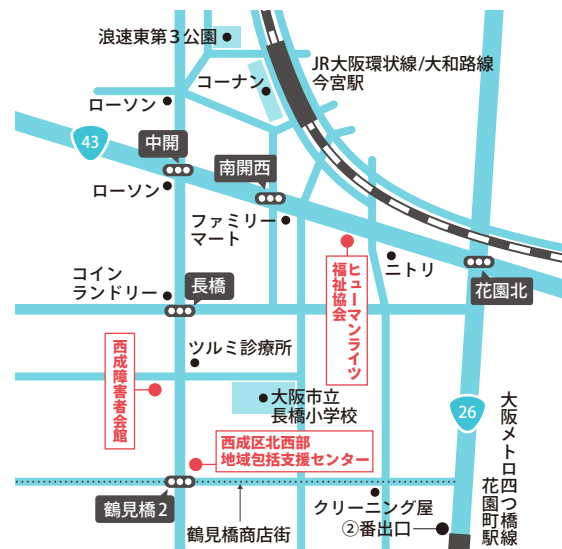 浪速東第3公園
JR大阪環状線/大和路線
今宮駅
コーナン
ローソン
43
中開
南開西
ローソン
ファミリー
マート
ヒューマンライツ
福祉協会
ニトリ
花園北
コイン
ランドリー
長橋
ツルミ診療所
西成障害者会館
大阪市立
長橋小学校
26
大阪メトロ四つ橋線
花園町駅
西成区北西部
地域包括支援センター
鶴見橋2
鶴見橋商店街
クリーニング屋
②番出口